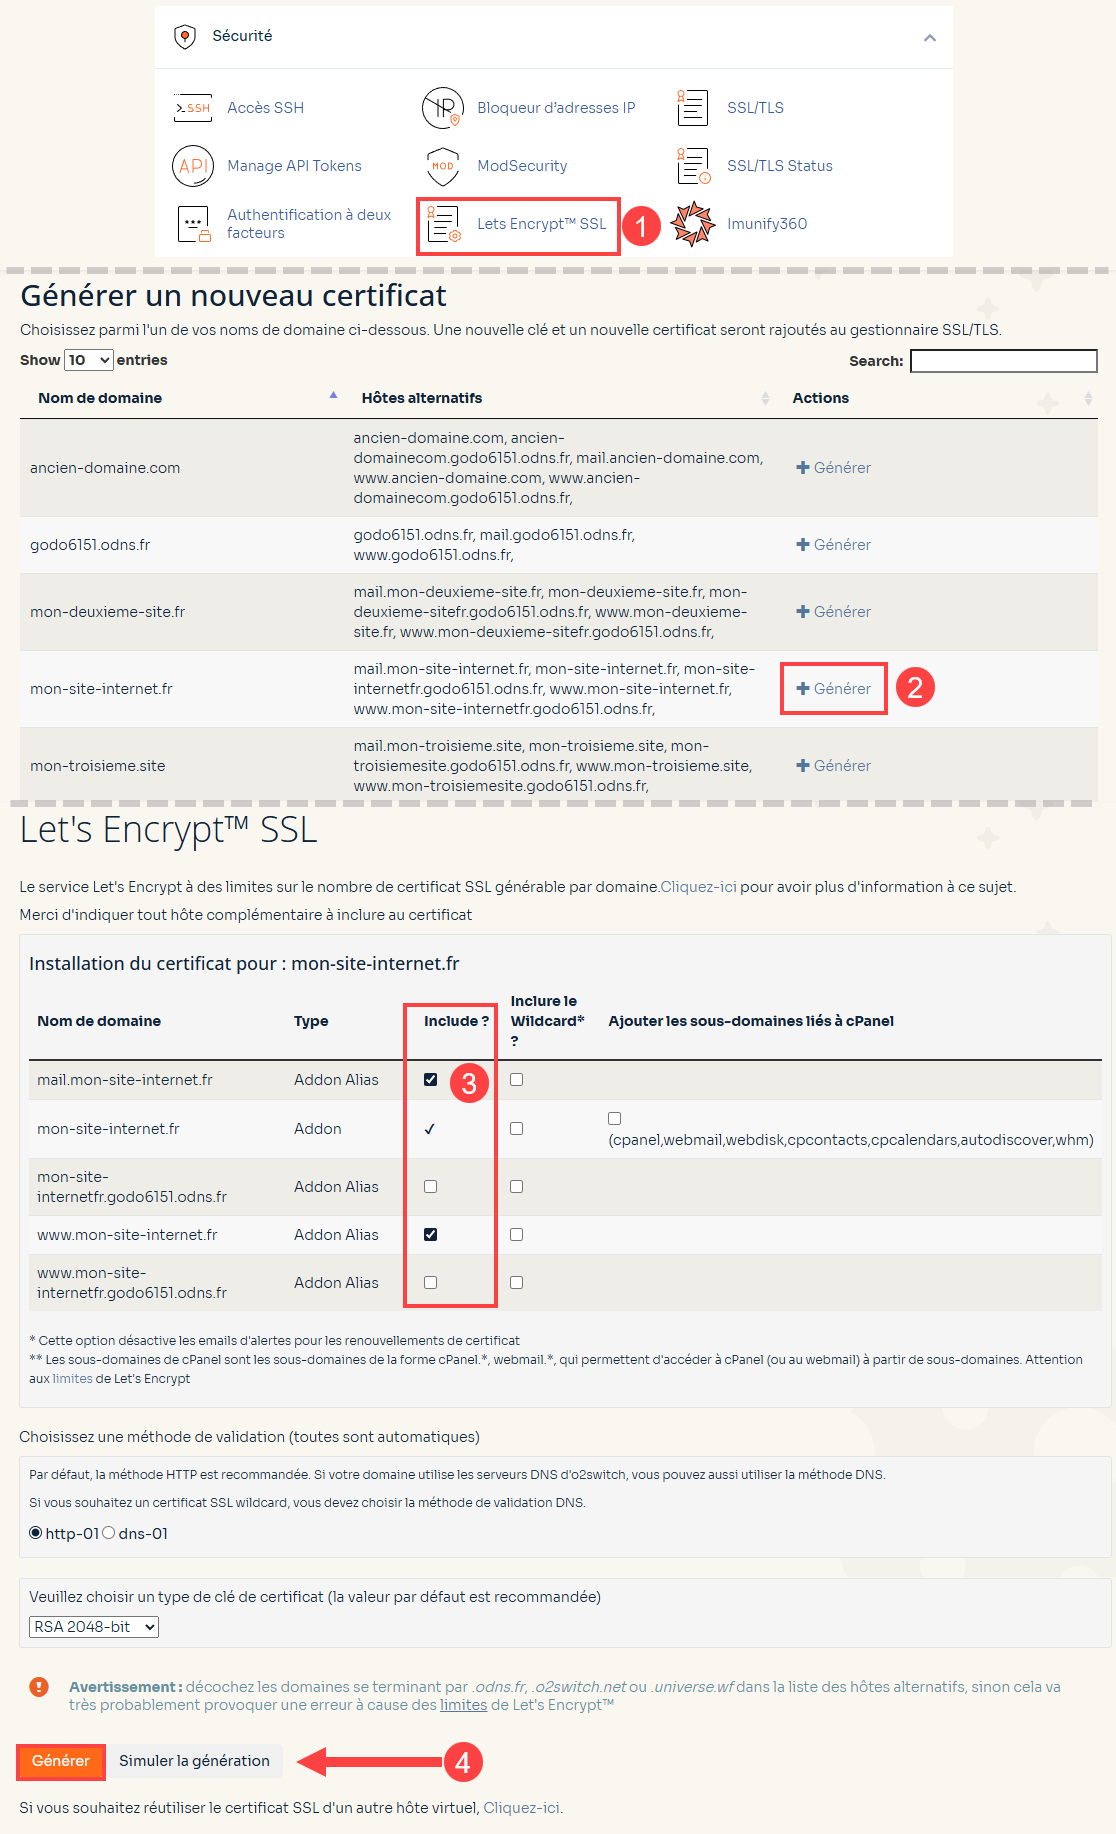 Sécurité
>_SSH Accès SSH
IP Bloqueur d'adresses IP
SSL/TLS
API Manage API Tokens
MOD ModSecurity
SSL/TLS Status
Authentification à deux
facteurs
Lets Encrypt™ SSL
1
Imunify360
Générer un nouveau certificat
Choisissez parmi l'un de vos noms de domaine ci-dessous. Une nouvelle clé et un nouvelle certificat seront rajoutés au gestionnaire SSL/TLS.
Show 10 entries
Search:
Nom de domaine Hôtes alternatifs Actions
ancien-domaine.com
ancien-domaine.com, ancien-
domainecom.godo6151.odns.fr, mail.ancien-domaine.com,
www.ancien-domaine.com, www.ancien-
domainecom.godo6151.odns.fr,
Générer
godo6151.odns.fr
godo6151.odns.fr, mail.godo6151.odns.fr,
www.godo6151.odns.fr,
Générer
mon-deuxieme-site.fr
mail.mon-deuxieme-site.fr, mon-deuxieme-site.fr, mon-
deuxieme-sitefr.godo6151.odns.fr, www.mon-deuxieme-
site.fr, www.mon-deuxieme-sitefr.godo6151.odns.fr,
Générer
mon-site-internet.fr
mail.mon-site-internet.fr, mon-site-internet.fr, mon-site-
internetfr.godo6151.odns.fr, www.mon-site-internet.fr,
www.mon-site-internetfr.godo6151.odns.fr,
Générer
2
mon-troisieme.site
mail.mon-troisieme.site, mon-troisieme.site, mon-
troisiemesite.godo6151.odns.fr, www.mon-troisieme.site,
www.mon-troisiemesite.godo6151.odns.fr,
Générer
Let's Encrypt™ SSL
Le service Let's Encrypt à des limites sur le nombre de certificat SSL générable par domaine.Cliquez-ici pour avoir plus d'information à ce sujet.
Merci d'indiquer tout hôte complémentaire à inclure au certificat
Installation du certificat pour : mon-site-internet.fr
Nom de domaine
Type
Include ?
Inclure le
Wildcard*
?
Ajouter les sous-domaines liés à cPanel
mail.mon-site-internet.fr Addon Alias
3
mon-site-internet.fr Addon ✓
(cpanel,webmail,webdisk,cpcontacts,cpcalendars,autodiscover,whm)
mon-site-
internetfr.godo6151.odns.fr
Addon Alias
www.mon-site-internet.fr Addon Alias
www.mon-site-
internetfr.godo6151.odns.fr
Addon Alias
* Cette option désactive les emails d'alertes pour les renouvellements de certificat
** Les sous-domaines de cPanel sont les sous-domaines de la forme cPanel.*, webmail.*, qui permettent d'accéder à cPanel (ou au webmail) à partir de sous-domaines. Attention
aux limites de Let's Encrypt
Choisissez une méthode de validation (toutes sont automatiques)
Par défaut, la méthode HTTP est recommandée. Si votre domaine utilise les serveurs DNS d'o2switch, vous pouvez aussi utiliser la méthode DNS.
Si vous souhaitez un certificat SSL wildcard, vous devez choisir la méthode de validation DNS.
http-01 dns-01
Veuillez choisir un type de clé de certificat (la valeur par défaut est recommandée)
RSA 2048-bit
Avertissement : décochez les domaines se terminant par .odns.fr, .o2switch.net ou .universe.wf dans la liste des hôtes alternatifs, sinon cela va
très probablement provoquer une erreur à cause des limites de Let's Encrypt™
Générer Simuler la génération
4
Si vous souhaitez réutiliser le certificat SSL d'un autre hôte virtuel, Cliquez-ici.